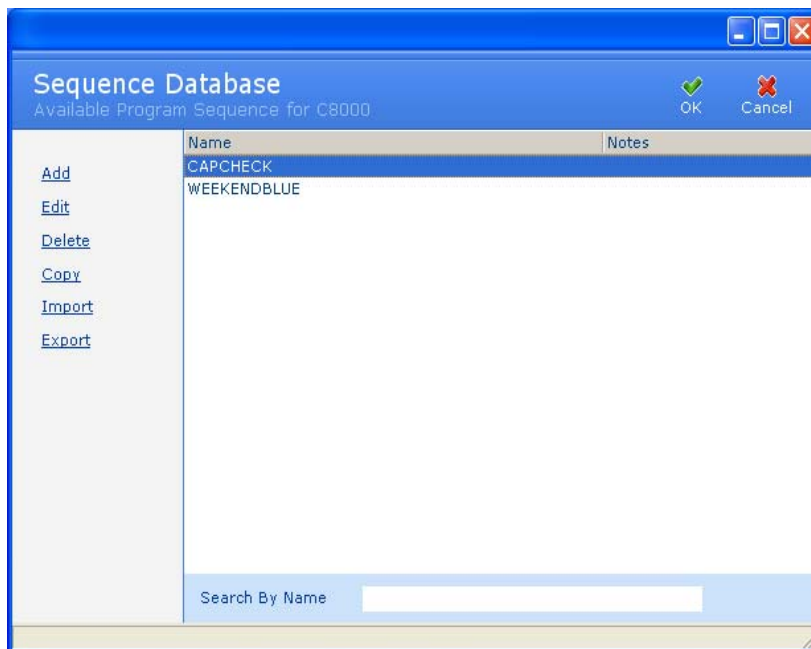 Sequence Database
Available Program Sequence for C8000
OK
Cancel
Add
Edit
Delete
Copy
Import
Export
Name
Notes
CAPCHECK
WEEKENDBLUE
Search By Name